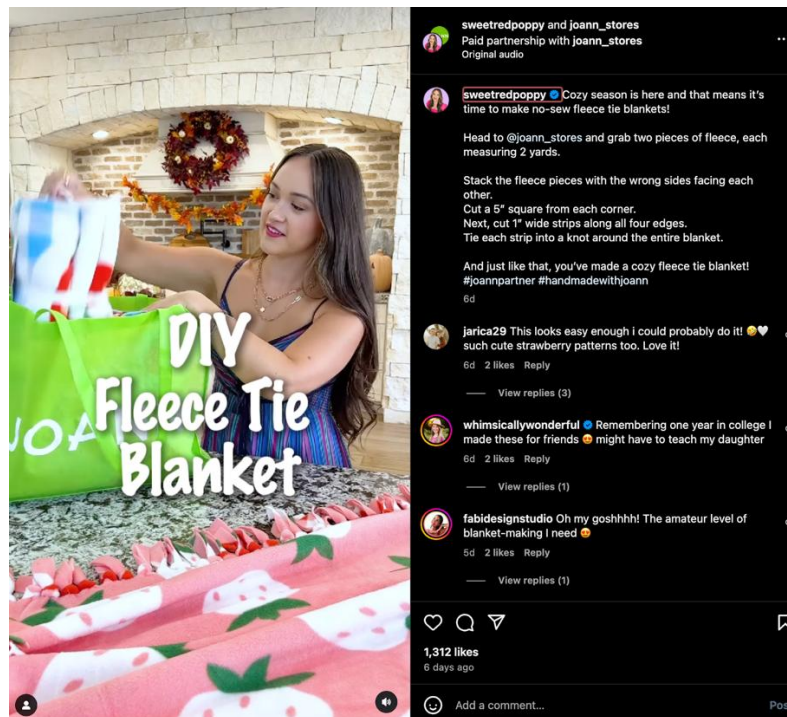 sweetredpoppy and joann_stores
Paid partnership with joann_stores
Original audio
sweetredpoppy Cozy season is here and that means it's
time to make no-sew fleece tie blankets!
Head to @joann_stores and grab two pieces of fleece, each
measuring 2 yards.
Stack the fleece pieces with the wrong sides facing each
other.
Cut a 5” square from each corner.
Next, cut 1” wide strips along all four edges.
Tie each strip into a knot around the entire blanket.
And just like that, you've made a cozy fleece tie blanket!
#joannpartner #handmadewithjoann
6d
jarica29 This looks easy enough i could probably do it! 🤣🤍
such cute strawberry patterns too. Love it!
6d 2 likes Reply
View replies (3)
whimsicallywonderful Remembering one year in college I
made these for friends 😍 might have to teach my daughter
6d 2 likes Reply
View replies (1)
fabidesignstudio Oh my goshhhh! The amateur level of
blanket-making I need 😍
5d 2 likes Reply
View replies (1)
1,312 likes
6 days ago
Add a comment...
Pos
DIY
Fleece Tie
Blanket
JOAN